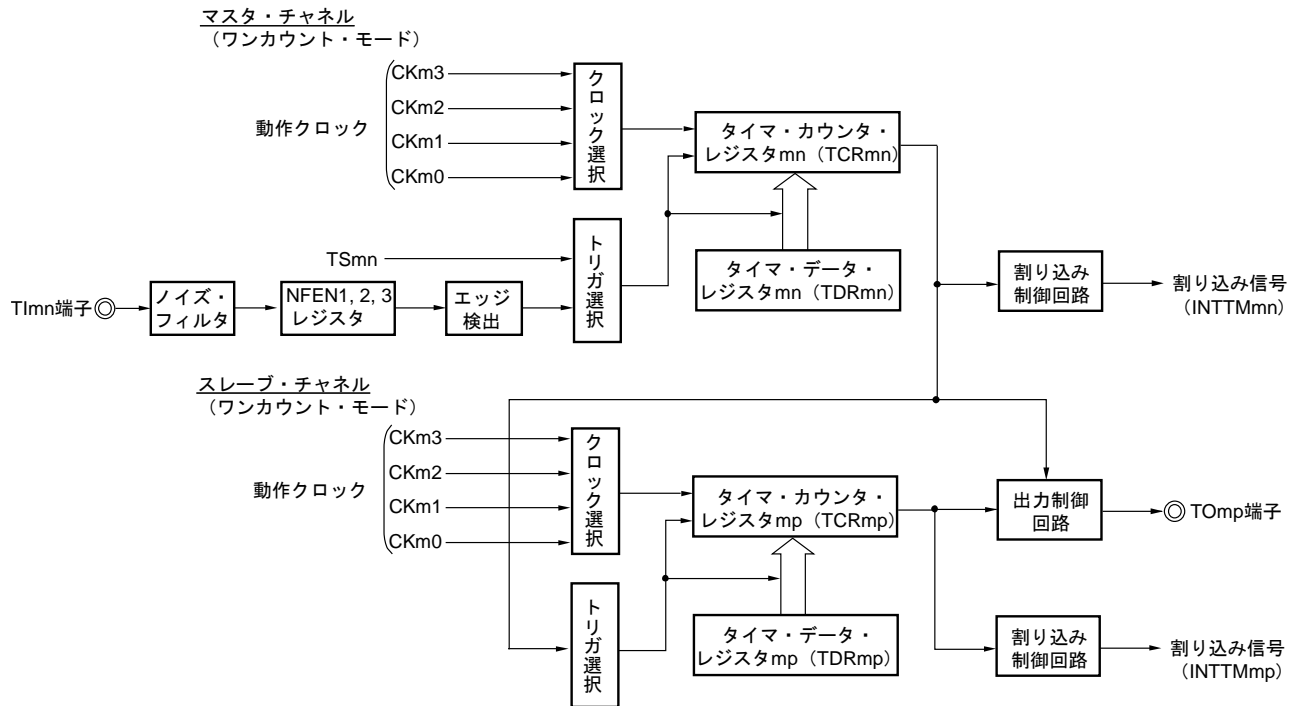 マスタ・チャネル
（ワンカウント・モード）
CKm3
CKm2
動作クロック
CKm1
CKm0
クロック選択
タイマ・カウンタ・
レジスタmn（TCRmn）
TSmn
トリガ選択
タイマ・データ・
レジスタmn（TDRmn）
割り込み
制御回路
割り込み信号
（INTTMmn）
TImn端子
ノイズ・
フィルタ
NFEN1, 2, 3
レジスタ
エッジ
検出
スレーブ・チャネル
（ワンカウント・モード）
CKm3
CKm2
動作クロック
CKm1
CKm0
クロック選択
タイマ・カウンタ・
レジスタmp（TCRmp）
出力制御
回路
TOmp端子
トリガ選択
タイマ・データ・
レジスタmp（TDRmp）
割り込み
制御回路
割り込み信号
（INTTMmp）